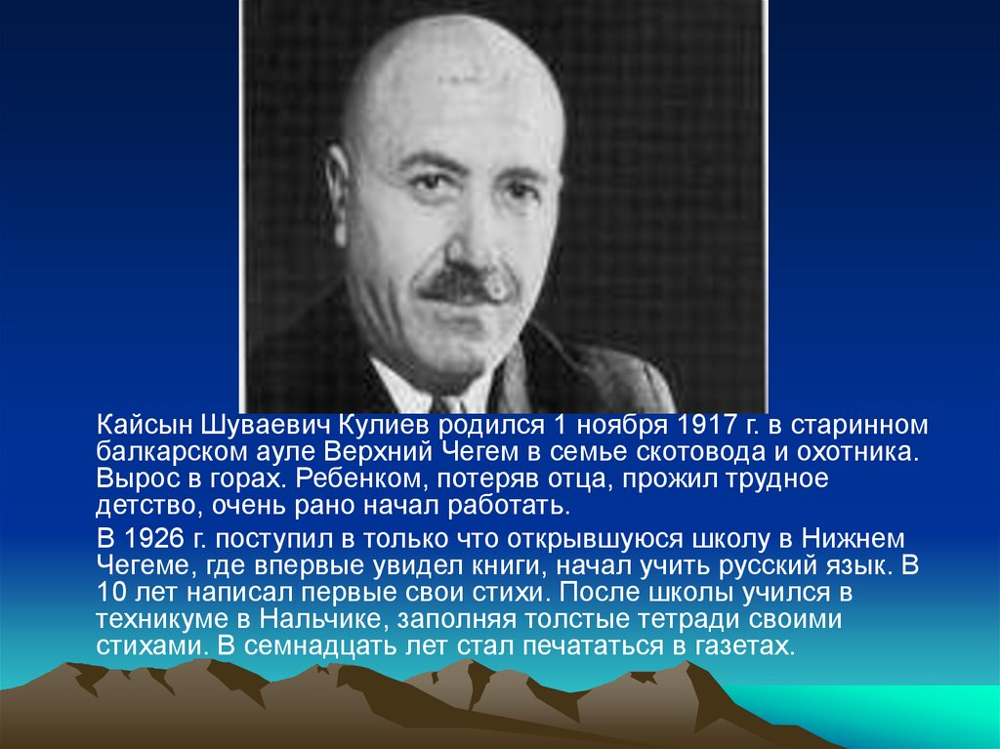 Кайсын Шуваевич Кулиев родился 1 ноября 1917 г. в старинном
балкарском ауле Верхний Чегем в семье скотовода и охотника.
Вырос в горах. Ребенком, потеряв отца, прожил трудное
детство, очень рано начал работать.
В 1926 г. поступил в только что открывшуюся школу в Нижнем
Чегеме, где впервые увидел книги, начал учить русский язык. В
10 лет написал первые свои стихи. После школы учился в
техникуме в Нальчике, заполняя толстые тетради своими
стихами. В семнадцать лет стал печататься в газетах.